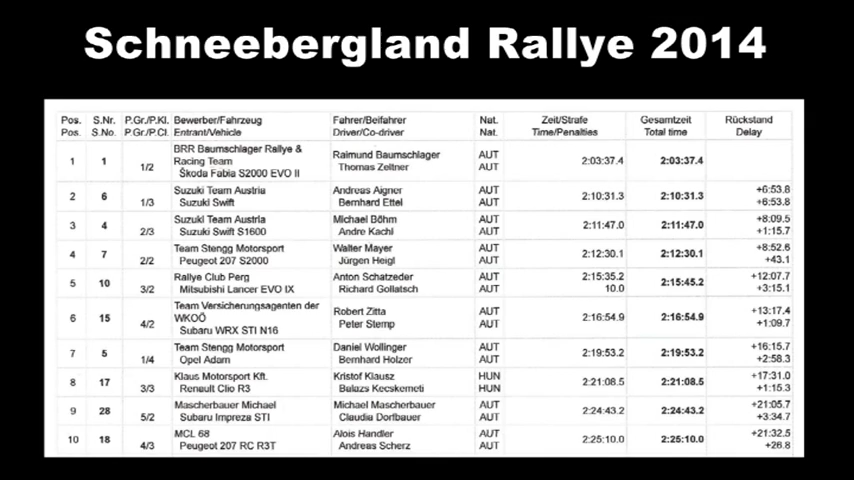 Schneebergland Rallye 2014
Pos. S.Nr. P.Gr./P.Kl. Bewerber/Fahrzeug Fahrer/Beifahrer Nat. Zeit/Strafe Gesamtzeit Rückstand
Pos. S.No. P.Gr./P.Cl. Entrant/Vehicle Driver/Co-driver Nat. Time/Penalties Total time Delay
BRR Baumschlager Rallye & Raimund Baumschlager AUT
1 1 Racing Team 2:03:37.4 2:03:37.4
1/2 Škoda Fabia S2000 EVO II Thomas Zeltner AUT
2 6 Suzuki Team Austria Andreas Aigner AUT 2:10:31.3 2:10:31.3 +6:53.8
1/3 Suzuki Swift Bernhard Ettel AUT +6:53.8
3 4 Suzuki Team Austria Michael Böhm AUT 2:11:47.0 2:11:47.0 +8:09.5
2/3 Suzuki Swift S1600 Andre Kachl AUT +1:15.7
4 7 Team Stengg Motorsport Walter Mayer AUT 2:12:30.1 2:12:30.1 +8:52.6
2/2 Peugeot 207 S2000 Jürgen Heigl AUT +43.1
5 10 Rallye Club Perg Anton Schatzeder AUT 2:15:35.2 2:15:45.2 +12:07.7
3/2 Mitsubishi Lancer EVO IX Richard Gollatsch AUT 10.0 +3:15.1
Team Versicherungsagenten der Robert Zitta AUT +13:17.4
6 15 WKOÖ 2:16:54.9 2:16:54.9
4/2 Subaru WRX STI N16 Peter Stemp AUT +1:09.7
7 5 Team Stengg Motorsport Daniel Wollinger AUT 2:19:53.2 2:19:53.2 +16:15.7
1/4 Opel Adam Bernhard Holzer AUT +2:58.3
8 17 Klaus Motorsport Kft. Kristof Klausz HUN 2:21:08.5 2:21:08.5 +17:31.0
3/3 Renault Clio R3 Balazs Kecskemeti HUN +1:15.3
9 28 Mascherbauer Michael Michael Mascherbauer AUT 2:24:43.2 2:24:43.2 +21:05.7
5/2 Subaru Impreza STI Claudia Dorfbauer AUT +3:34.7
10 18 MCL 68 Alois Handler AUT 2:25:10.0 2:25:10.0 +21:32.5
4/3 Peugeot 207 RC R3T Andreas Scherz AUT +26.8